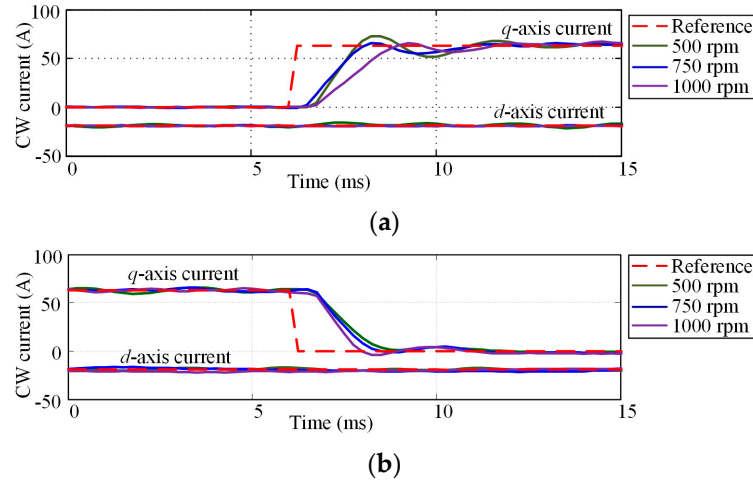 100
50
0
-50
CW current (A)
q-axis current
d-axis current
0
5
10
15
Time (ms)
Reference
500 rpm
750 rpm
1000 rpm
(a)
100
50
0
-50
CW current (A)
q-axis current
d-axis current
0
5
10
15
Time (ms)
Reference
500 rpm
750 rpm
1000 rpm
(b)